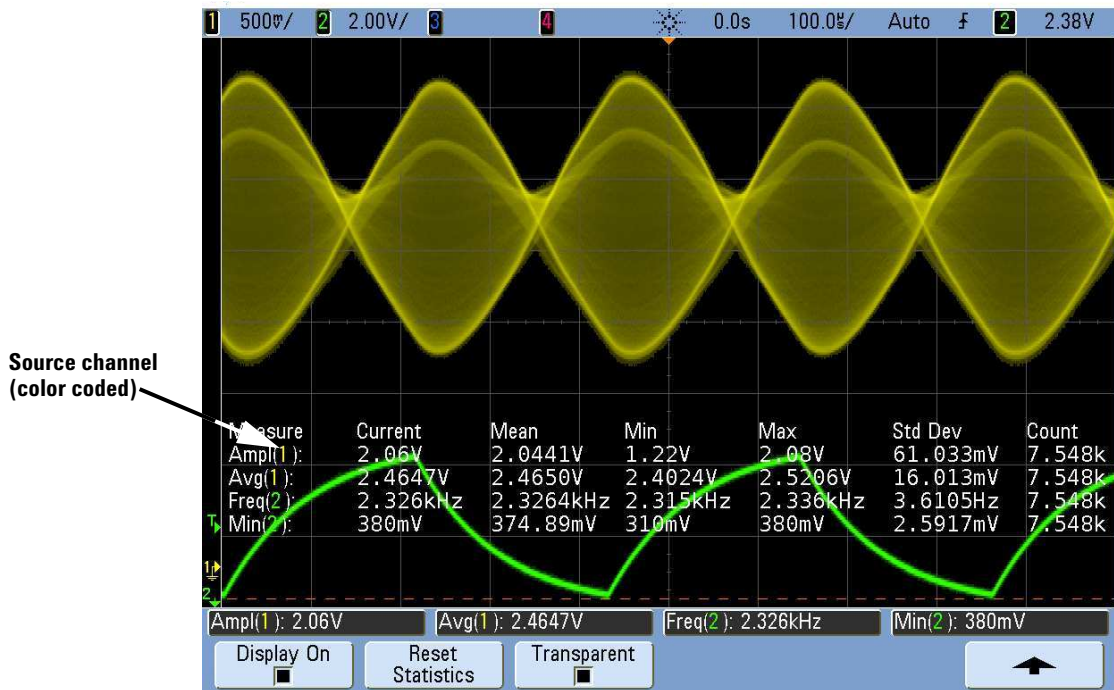 1 500mV/ 2 2.00V/ 3 4 0.0s 100.0µs/ Auto 2 2.38V
Source channel
(color coded)
Measure Current Mean Min Max Std Dev Count
Ampl(1): 2.06V 2.0441V 1.22V 2.08V 61.033mV 7.548k
Avg(1): 2.4647V 2.4650V 2.4024V 2.5206V 16.013mV 7.548k
Freq(2): 2.326kHz 2.3264kHz 2.315kHz 2.336kHz 3.6105Hz 7.548k
Min(2): 380mV 374.89mV 310mV 380mV 2.5917mV 7.548k
T
1
2
Ampl(1): 2.06V Avg(1): 2.4647V Freq(2): 2.326kHz Min(2): 380mV
Display On Reset Statistics Transparent